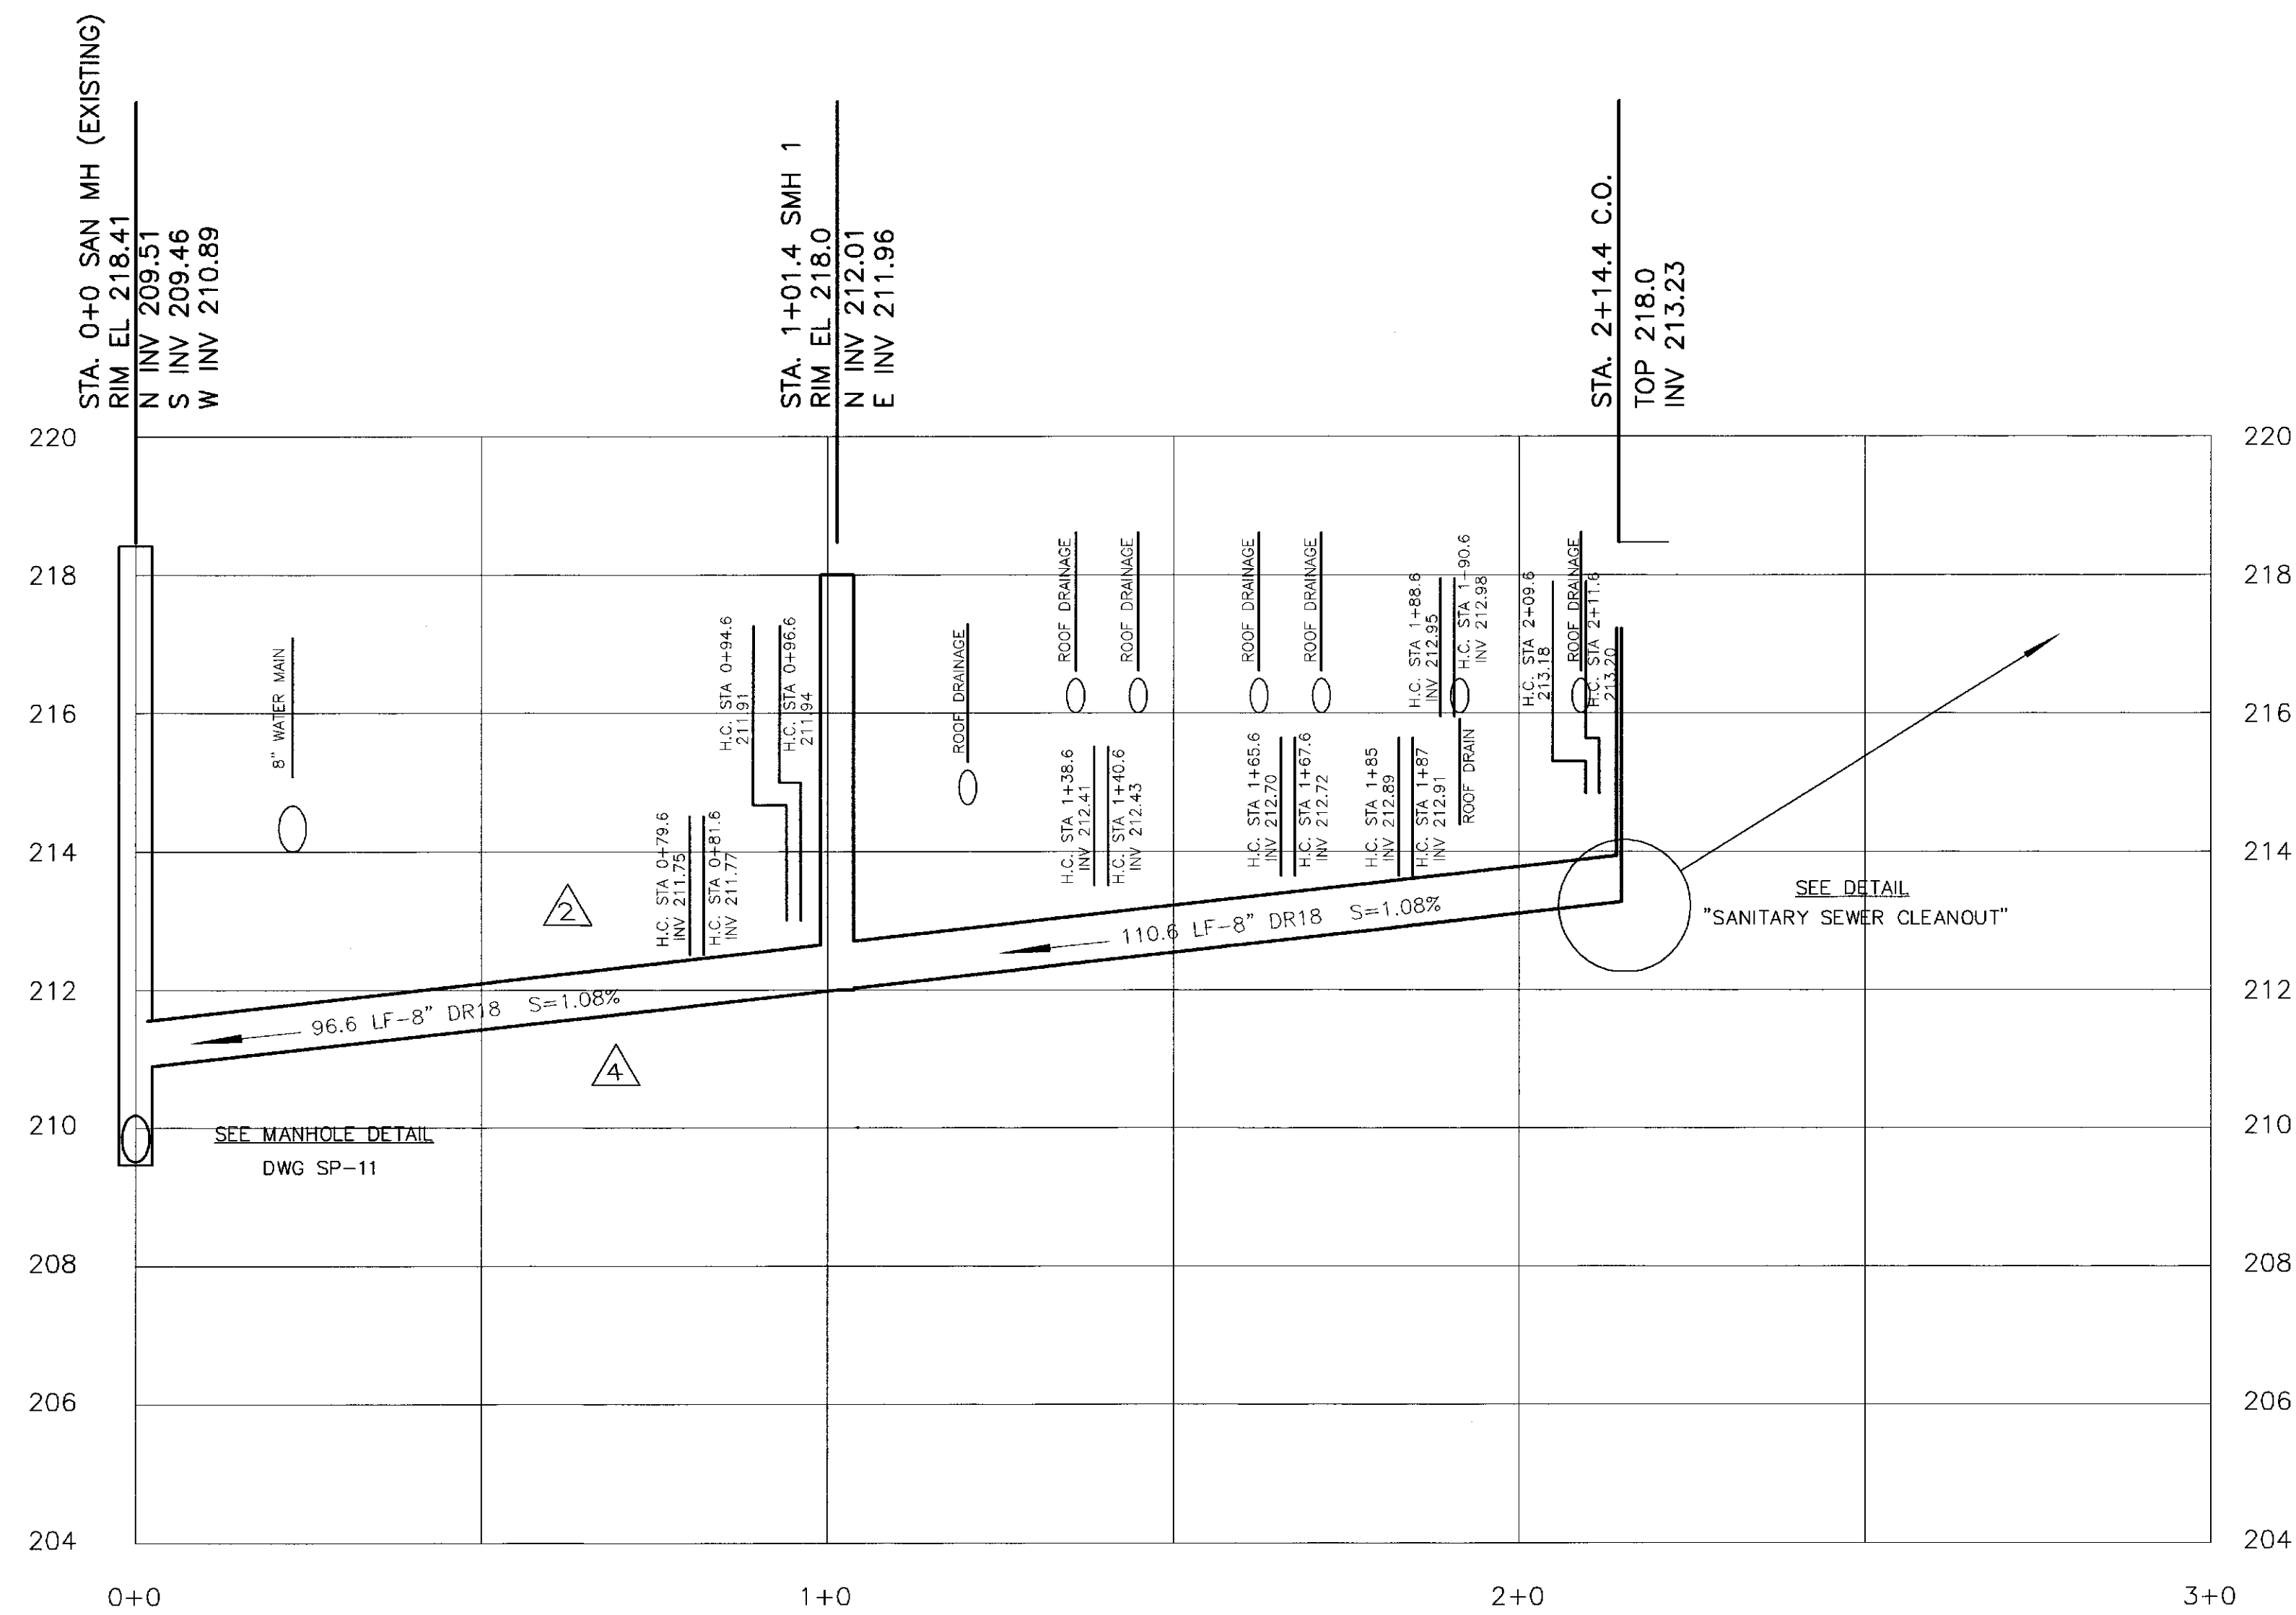 STA. 0+0 SAN MH (EXISTING)
RIM EL 218.41
N INV 209.51
S INV 209.46
W INV 210.89
STA. 1+01.4 SMH 1
RIM EL 218.0
N INV 212.01
E INV 211.96
STA. 2+14.4 C.O.
TOP 218.0
INV 213.23
220
220
218
218
216
216
214
214
212
212
210
210
208
208
206
206
204
204
8" WATER MAIN
H.C. STA 0+79.6
INV 211.75
H.C. STA 0+81.6
INV 211.77
H.C. STA 0+94.6
211.91
H.C. STA 0+96.6
211.94
ROOF DRAINAGE
ROOF DRAINAGE
ROOF DRAINAGE
H.C. STA 1+38.6
INV 212.41
H.C. STA 1+40.6
INV 212.43
ROOF DRAINAGE
ROOF DRAINAGE
H.C. STA 1+65.6
INV 212.70
H.C. STA 1+67.6
INV 212.72
H.C. STA 1+85
INV 212.89
H.C. STA 1+87
INV 212.91
H.C. STA 1+88.6
INV 212.95
H.C. STA 1-90.6
INV 212.98
ROOF DRAIN
H.C. STA 2+09.6
213.18
ROOF DRAINAGE
H.C. STA 2+11.6
213.20
2
96.6 LF-8" DR18 S=1.08%
4
110.6 LF-8" DR18 S=1.08%
SEE DETAIL
"SANITARY SEWER CLEANOUT"
SEE MANHOLE DETAIL
DWG SP-11
0+0
1+0
2+0
3+0